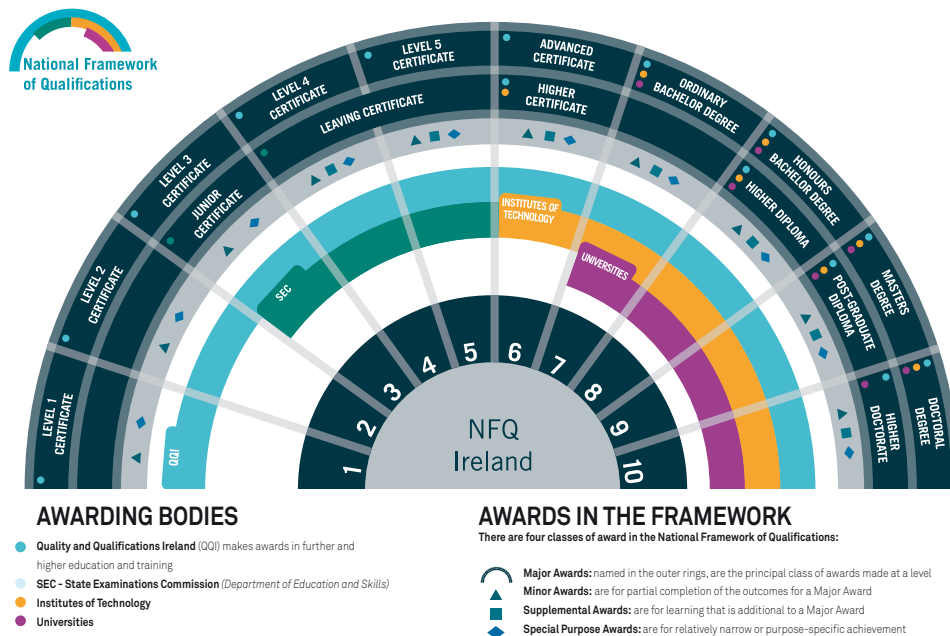 National Framework
of Qualifications
LEVEL 1
CERTIFICATE
LEVEL 2
CERTIFICATE
LEVEL 3
CERTIFICATE
JUNIOR
CERTIFICATE
LEVEL 4
CERTIFICATE
LEVEL 5
CERTIFICATE
LEAVING CERTIFICATE
ADVANCED
CERTIFICATE
HIGHER
CERTIFICATE
ORDINARY
BACHELOR DEGREE
HONOURS
BACHELOR DEGREE
HIGHER DIPLOMA
MASTERS
DEGREE
POST-GRADUATE
DIPLOMA
DOCTORAL
DEGREE
HIGHER
DOCTORATE
QQI
SEC
INSTITUTES OF
TECHNOLOGY
UNIVERSITIES
1
2
3
4
5
6
7
8
9
10
NFQ
Ireland
AWARDING BODIES
Quality and Qualifications Ireland (QQI) makes awards in further and
higher education and training
SEC - State Examinations Commission (Department of Education and Skills)
Institutes of Technology
Universities
AWARDS IN THE FRAMEWORK
There are four classes of award in the National Framework of Qualifications:
Major Awards: named in the outer rings, are the principal class of awards made at a level
Minor Awards: are for partial completion of the outcomes for a Major Award
Supplemental Awards: are for learning that is additional to a Major Award
Special Purpose Awards: are for relatively narrow or purpose-specific achievement